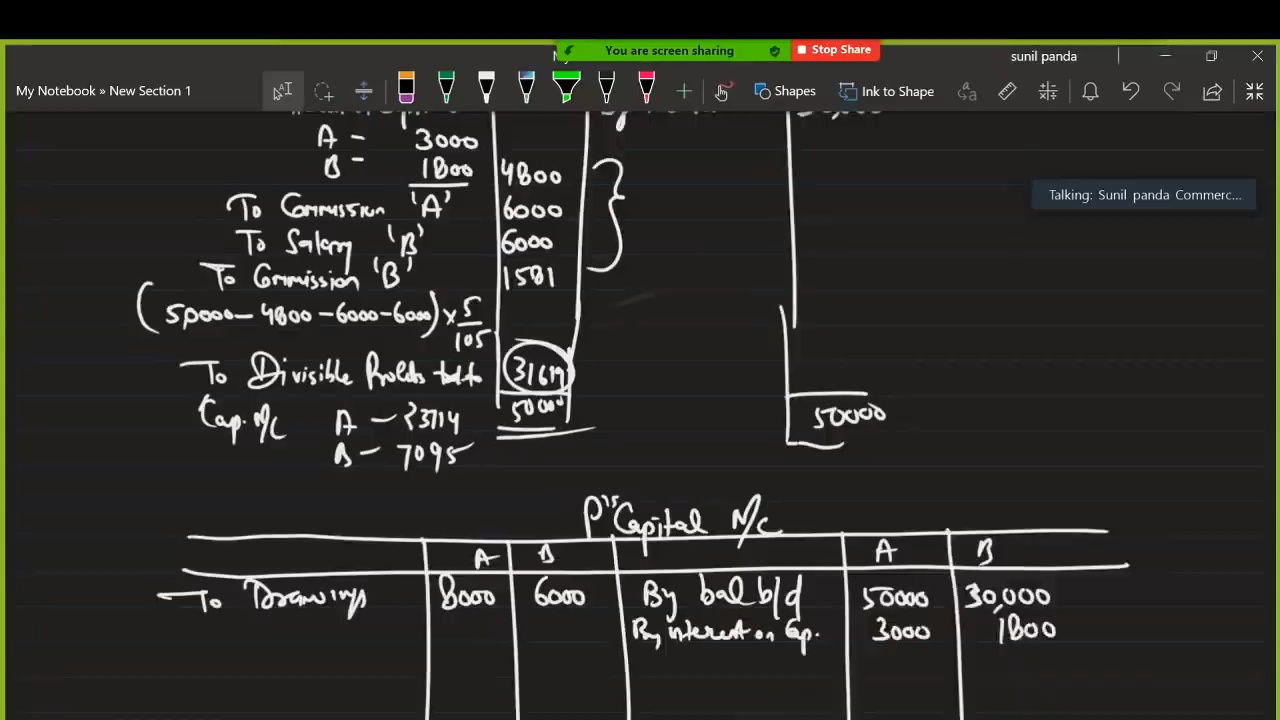 You are screen sharing
Stop Share
sunil panda
My Notebook » New Section 1
Shapes
Ink to Shape
Talking: Sunil panda Commerc...
A - 3000
B - 1800 4800
To Commission 'A' 6000
To Salary 'B' 6000
To Commission 'B' 1581
(50000 - 4800 - 6000 - 6000) × 5/105
To Divisible Profits 31619
Cap. A/C A - 23714 50000 50000
B - 7095
Capital A/c
A B A B
To Drawings 8000 6000 By bal b/d 50000 30,000
By interest on Cap. 3000 1800